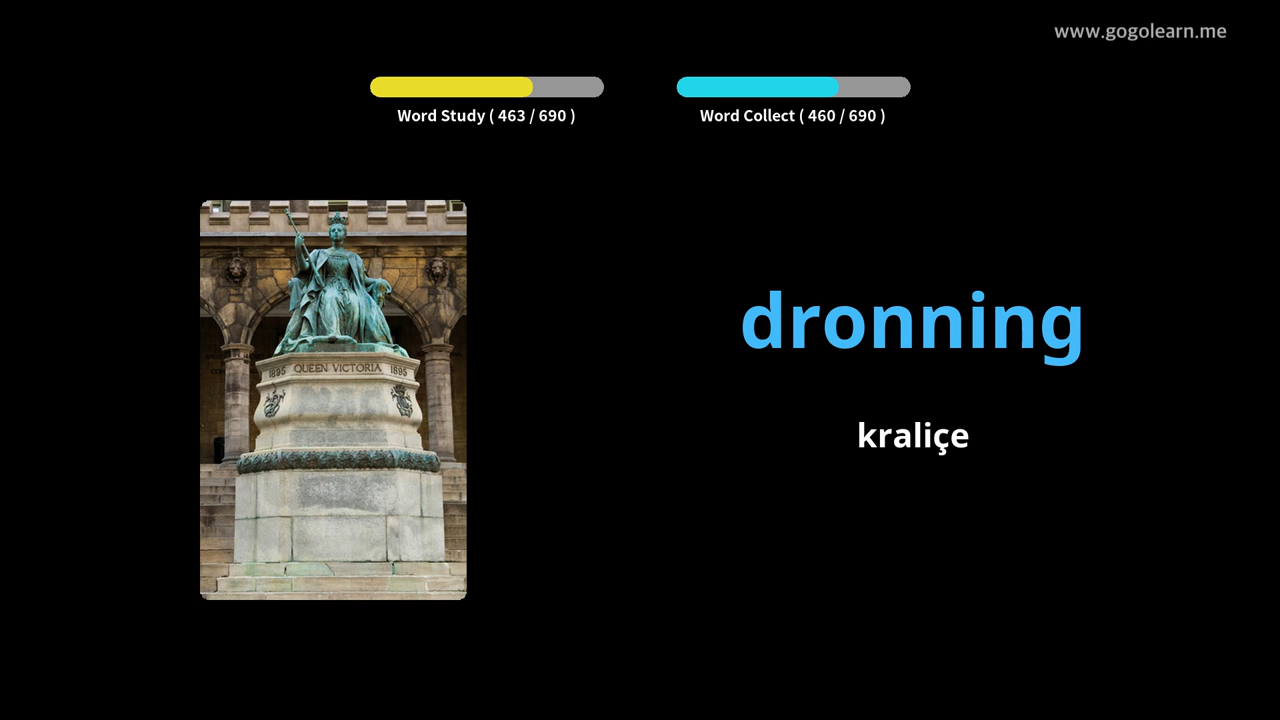 www.gogolearn.me
Word Study ( 463 / 690 )
Word Collect ( 460 / 690 )
1895 QUEEN VICTORIA 1895
dronning
kraliçe